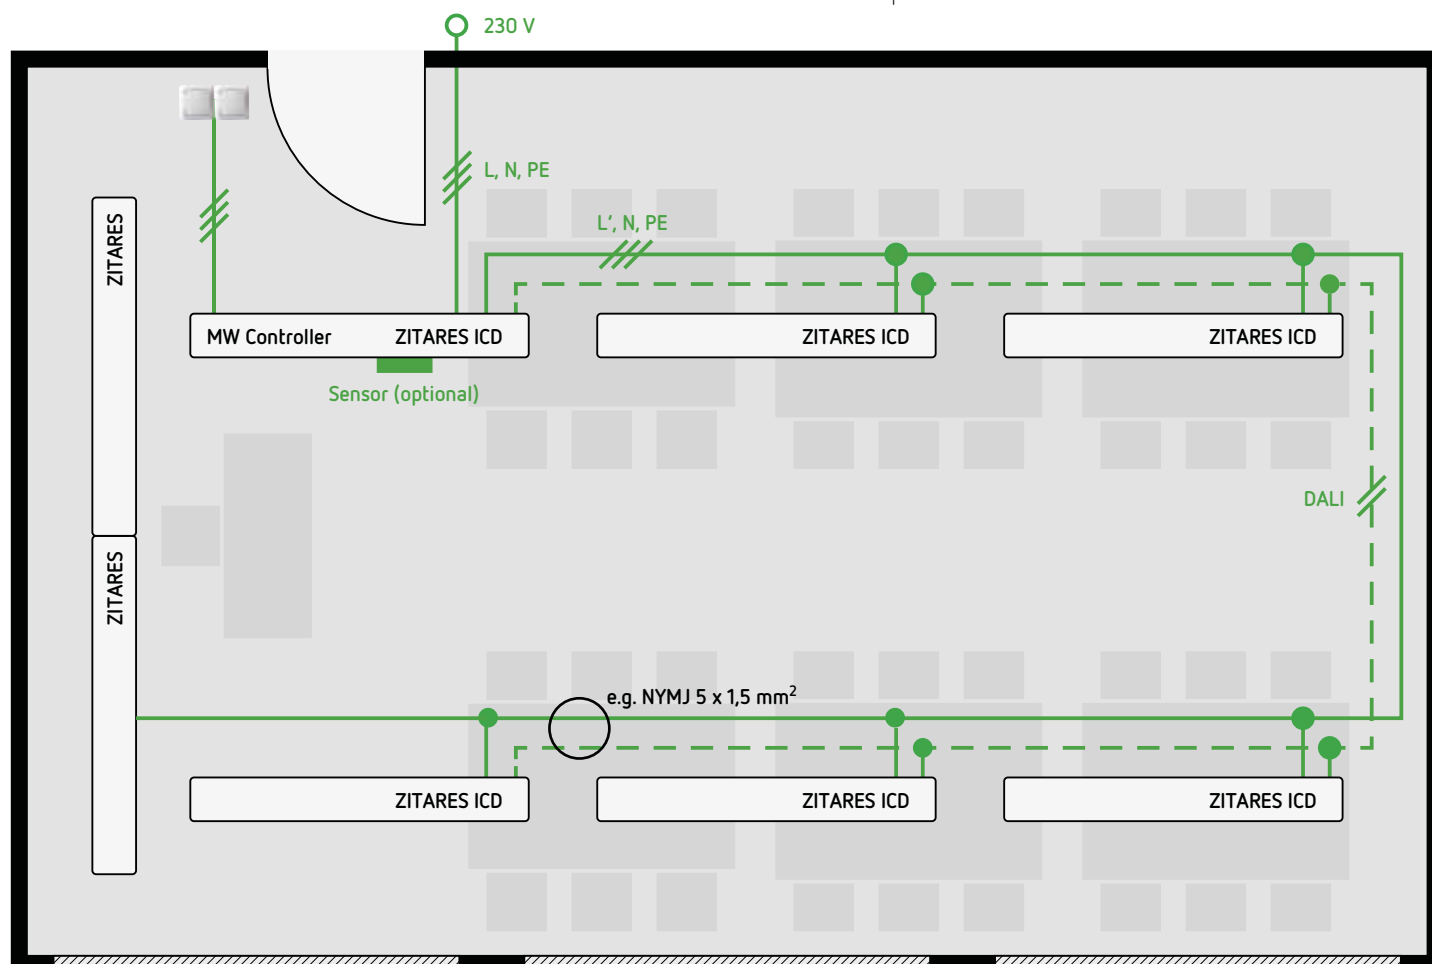 230 V
L, N, PE
L’, N, PE
ZITARES
MW Controller ZITARES ICD
ZITARES ICD
ZITARES ICD
Sensor (optional)
DALI
ZITARES
e.g. NYMJ 5 x 1,5 mm²
ZITARES ICD
ZITARES ICD
ZITARES ICD